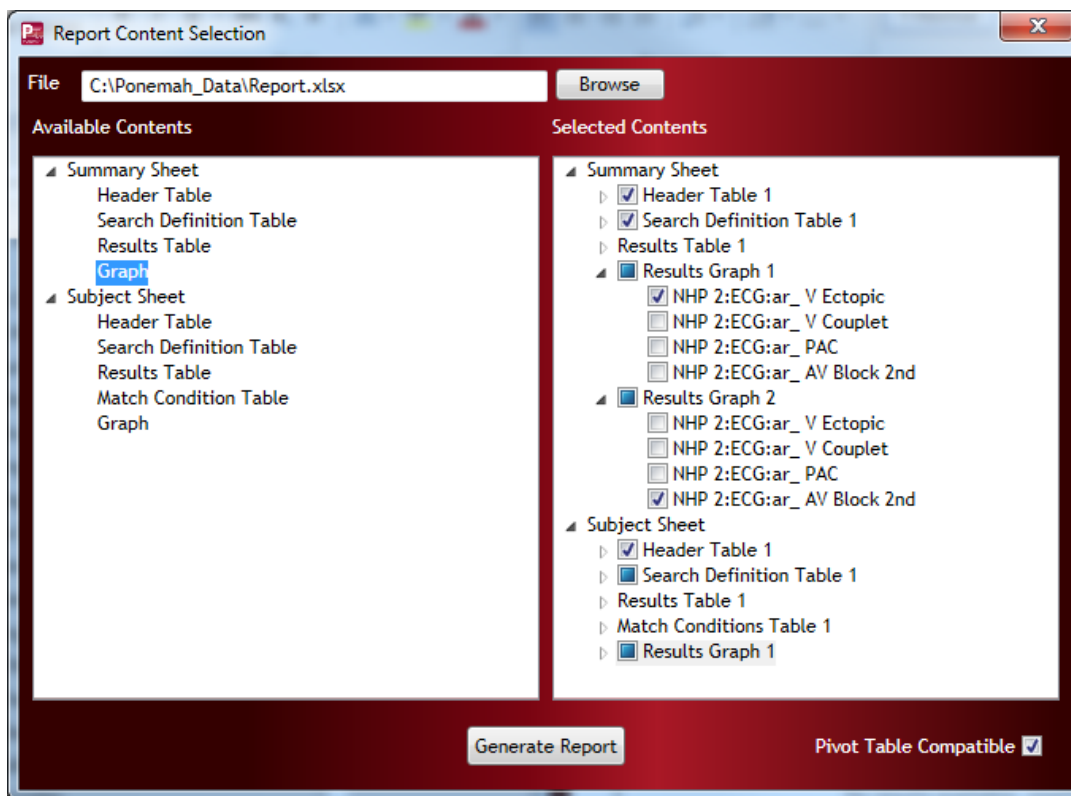 Report Content Selection
File C:\Ponemah_Data\Report.xlsx Browse
Available Contents
Summary Sheet
Header Table
Search Definition Table
Results Table
Graph
Subject Sheet
Header Table
Search Definition Table
Results Table
Match Condition Table
Graph
Selected Contents
Summary Sheet
Header Table 1
Search Definition Table 1
Results Table 1
Results Graph 1
NHP 2:ECG:ar_ V Ectopic
NHP 2:ECG:ar_ V Couplet
NHP 2:ECG:ar_ PAC
NHP 2:ECG:ar_ AV Block 2nd
Results Graph 2
NHP 2:ECG:ar_ V Ectopic
NHP 2:ECG:ar_ V Couplet
NHP 2:ECG:ar_ PAC
NHP 2:ECG:ar_ AV Block 2nd
Subject Sheet
Header Table 1
Search Definition Table 1
Results Table 1
Match Conditions Table 1
Results Graph 1
Generate Report
Pivot Table Compatible